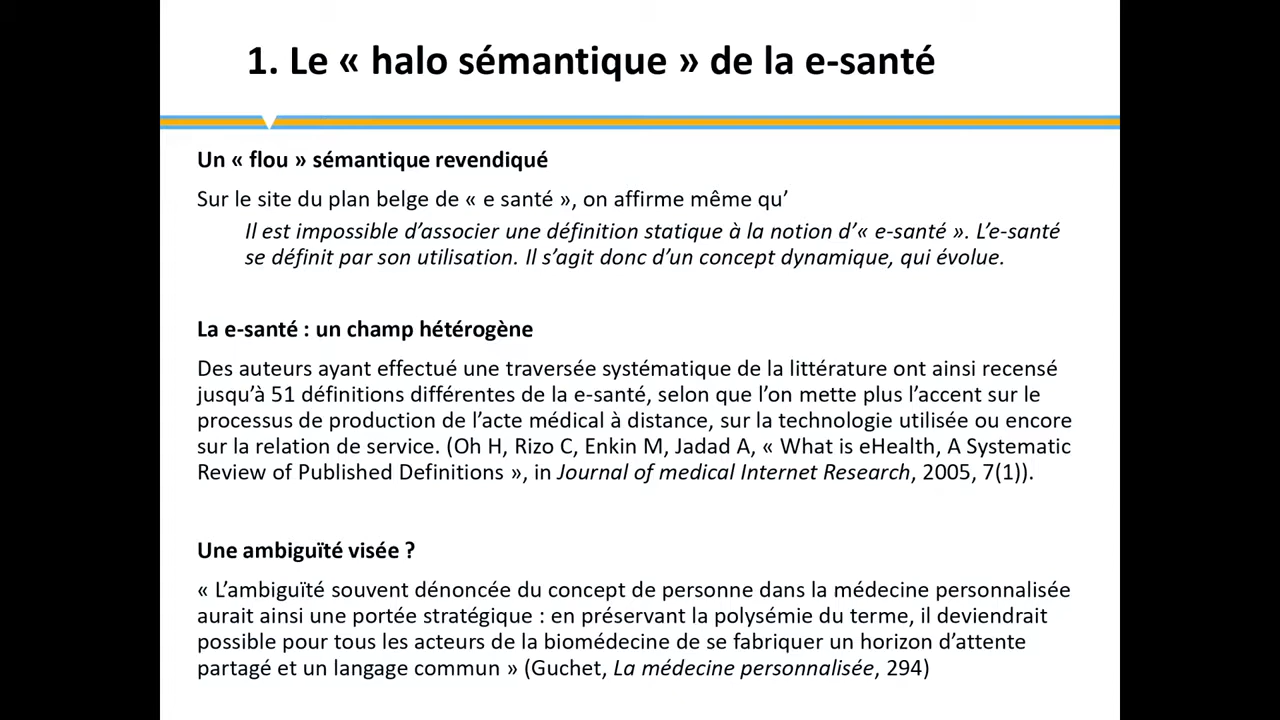 1. Le « halo sémantique » de la e-santé
Un « flou » sémantique revendiqué
Sur le site du plan belge de « e santé », on affirme même qu’
Il est impossible d’associer une définition statique à la notion d’« e-santé ». L’e-santé
se définit par son utilisation. Il s’agit donc d’un concept dynamique, qui évolue.
La e-santé : un champ hétérogène
Des auteurs ayant effectué une traversée systématique de la littérature ont ainsi recensé
jusqu’à 51 définitions différentes de la e-santé, selon que l’on mette plus l’accent sur le
processus de production de l’acte médical à distance, sur la technologie utilisée ou encore
sur la relation de service. (Oh H, Rizo C, Enkin M, Jadad A, « What is eHealth, A Systematic
Review of Published Definitions », in Journal of medical Internet Research, 2005, 7(1)).
Une ambiguïté visée ?
« L’ambiguïté souvent dénoncée du concept de personne dans la médecine personnalisée
aurait ainsi une portée stratégique : en préservant la polysémie du terme, il deviendrait
possible pour tous les acteurs de la biomédecine de se fabriquer un horizon d’attente
partagé et un langage commun » (Guchet, La médecine personnalisée, 294)